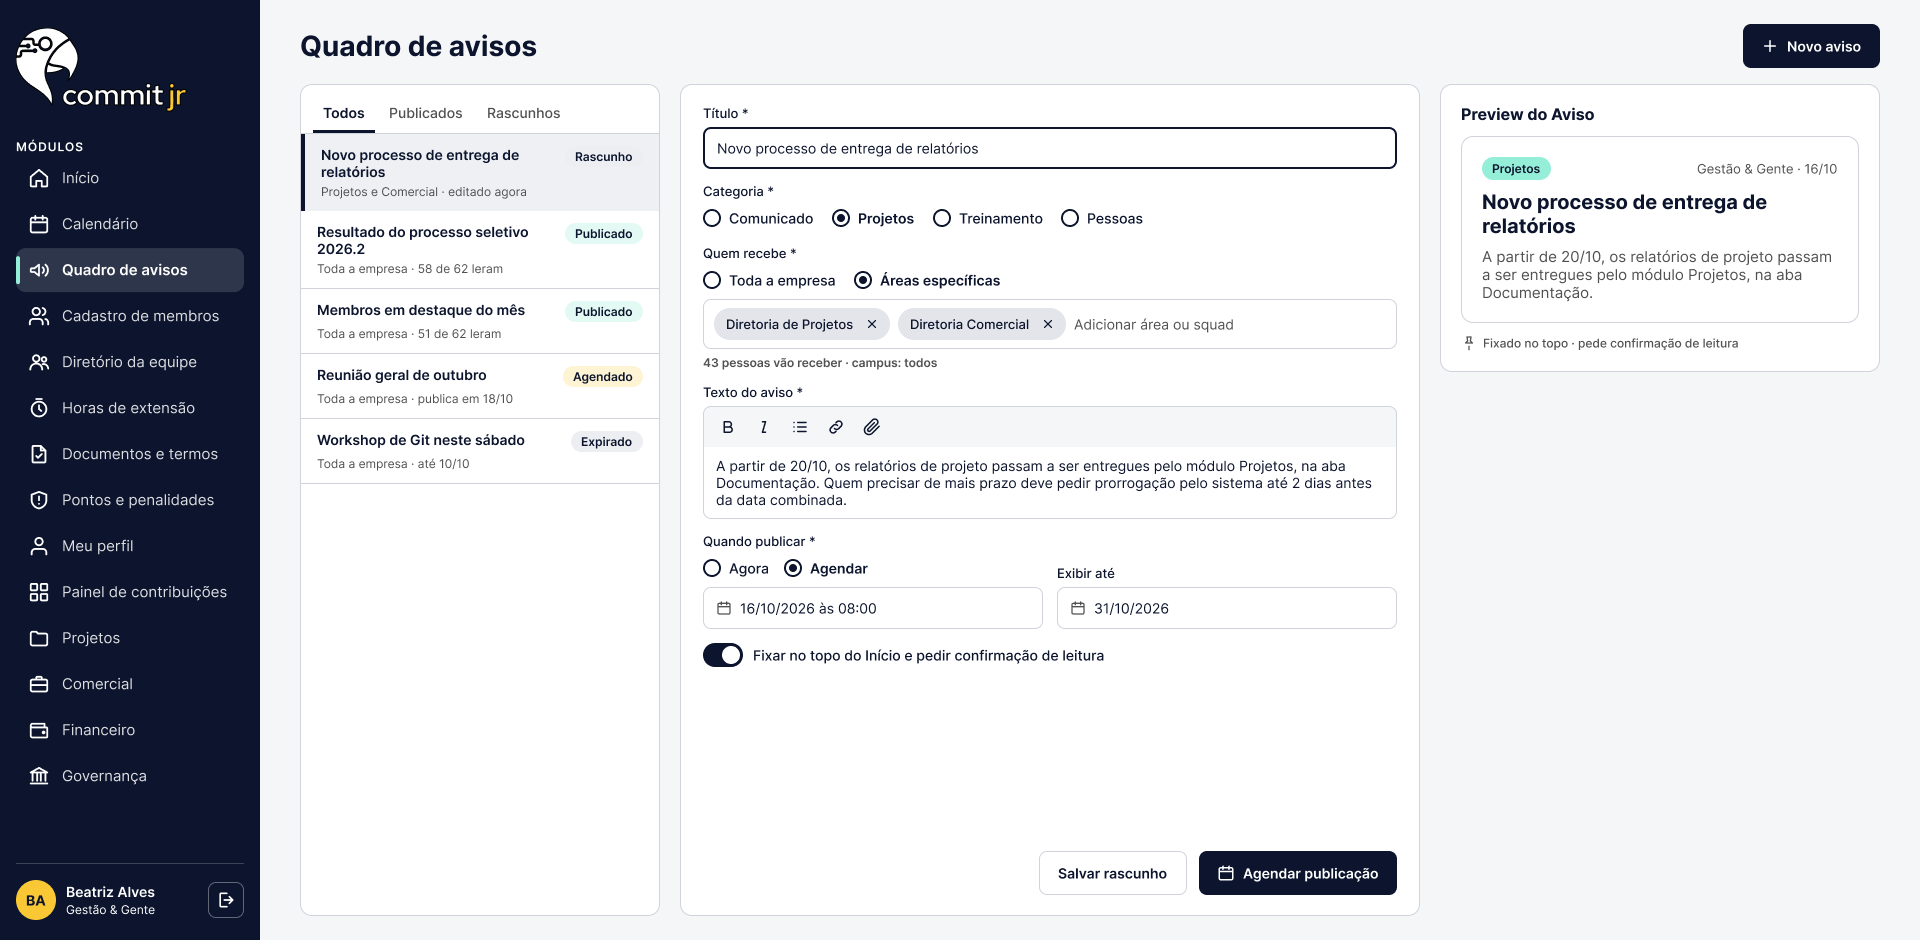 commit jr
MÓDULOS
Início
Calendário
Quadro de avisos
Cadastro de membros
Diretório da equipe
Horas de extensão
Documentos e termos
Pontos e penalidades
Meu perfil
Painel de contribuições
Projetos
Comercial
Financeiro
Governança
BA
Beatriz Alves
Gestão & Gente
Quadro de avisos
Novo aviso
Todos Publicados Rascunhos
Novo processo de entrega de
relatórios
Rascunho
Projetos e Comercial · editado agora
Resultado do processo seletivo
2026.2
Publicado
Toda a empresa · 58 de 62 leram
Membros em destaque do mês
Publicado
Toda a empresa · 51 de 62 leram
Reunião geral de outubro
Agendado
Toda a empresa · publica em 18/10
Workshop de Git neste sábado
Expirado
Toda a empresa · até 10/10
Título *
Novo processo de entrega de relatórios
Categoria *
Comunicado Projetos Treinamento Pessoas
Quem recebe *
Toda a empresa Áreas específicas
Diretoria de Projetos Diretoria Comercial Adicionar área ou squad
43 pessoas vão receber · campus: todos
Texto do aviso *
B I
A partir de 20/10, os relatórios de projeto passam a ser entregues pelo módulo Projetos, na aba
Documentação. Quem precisar de mais prazo deve pedir prorrogação pelo sistema até 2 dias antes
da data combinada.
Quando publicar *
Agora Agendar
Exibir até
16/10/2026 às 08:00
31/10/2026
Fixar no topo do Início e pedir confirmação de leitura
Salvar rascunho
Agendar publicação
Preview do Aviso
Projetos
Gestão & Gente · 16/10
Novo processo de entrega de
relatórios
A partir de 20/10, os relatórios de projeto passam
a ser entregues pelo módulo Projetos, na aba
Documentação.
Fixado no topo · pede confirmação de leitura